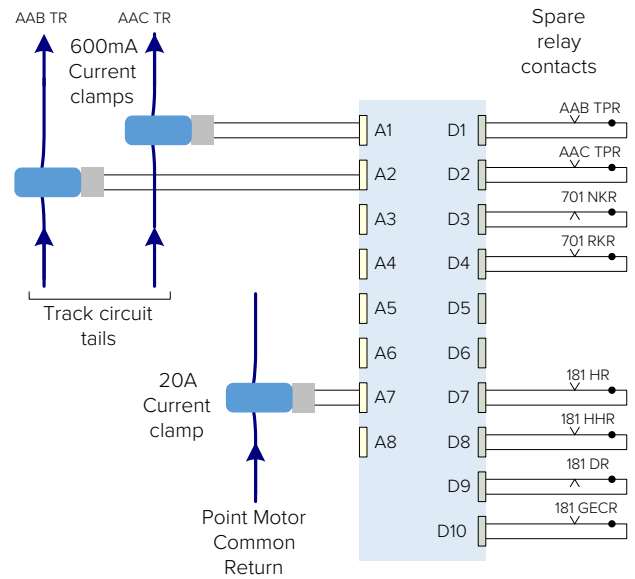 AAB TR
AAC TR
600mA
Current
clamps
Spare
relay
contacts
A1
A2
A3
A4
A5
A6
A7
A8
D1
D2
D3
D4
D5
D6
D7
D8
D9
D10
AAB TPR
AAC TPR
701 NKR
701 RKR
181 HR
181 HHR
181 DR
181 GECR
Track circuit
tails
20A
Current
clamp
Point Motor
Common
Return